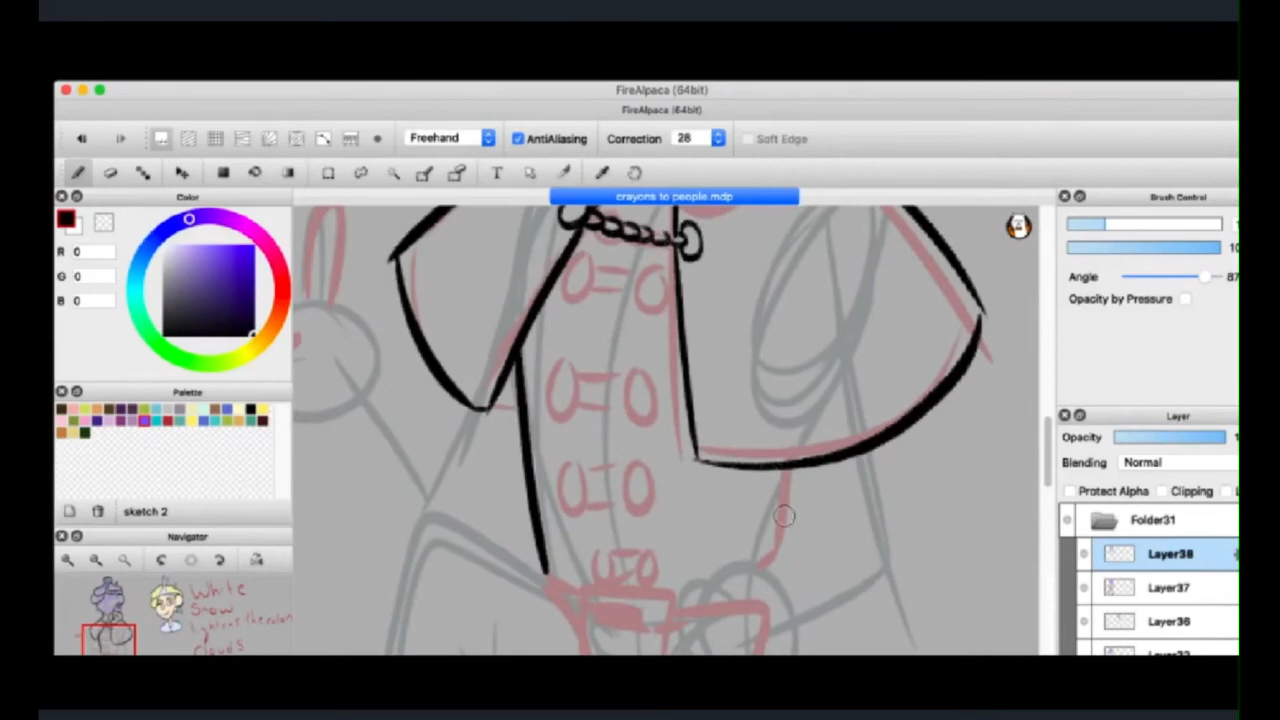 FireAlpaca (64bit)
FireAlpaca (64bit)
Freehand
AntiAliasing
Correction
28
Soft Edge
T
Color
crayons to people.mdp
Brush Control
R 0
G 0
B 0
Angle
87
Opacity by Pressure
Palette
Layer
Opacity
Blending
Normal
Protect Alpha
Clipping
sketch 2
Folder31
Navigator
Layer38
Layer37
Layer36
White
Snow
Clouds